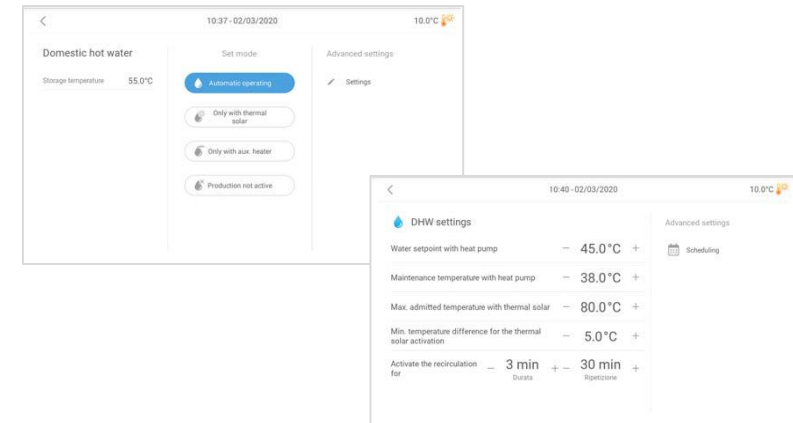 10:37 - 02/03/2020
10.0°C
Domestic hot water
Set mode
Advanced settings
Storage temperature 55.0°C
Automatic operating
Settings
Only with thermal
solar
Only with aux. heater
Production not active
10:40 - 02/03/2020
10.0°C
DHW settings
Advanced settings
Water setpoint with heat pump − 45.0°C +
Scheduling
Maintenance temperature with heat pump − 38.0°C +
Max. admitted temperature with thermal solar − 80.0°C +
Min. temperature difference for the thermal
solar activation − 5.0°C +
Activate the recirculation
for − 3 min + − 30 min +
Durata Ripetizione